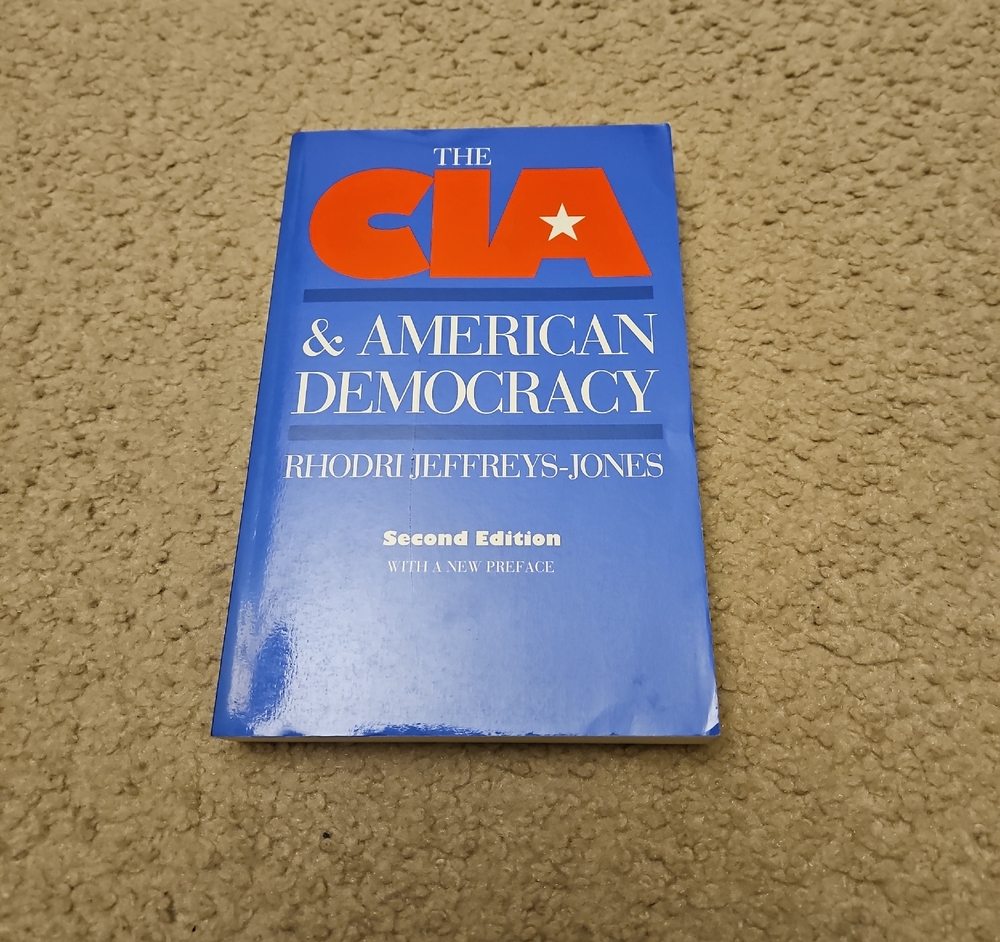 THE
CIA
& AMERICAN
DEMOCRACY
RHODRI JEFFREYS-JONES
Second Edition
WITH A NEW PREFACE